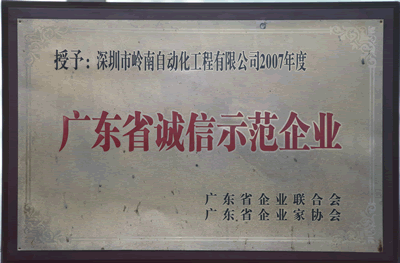 授予：深圳市岭南自动化工程有限公司2007年度
广东省诚信示范企业
广东省企业联合会
广东省企业家协会